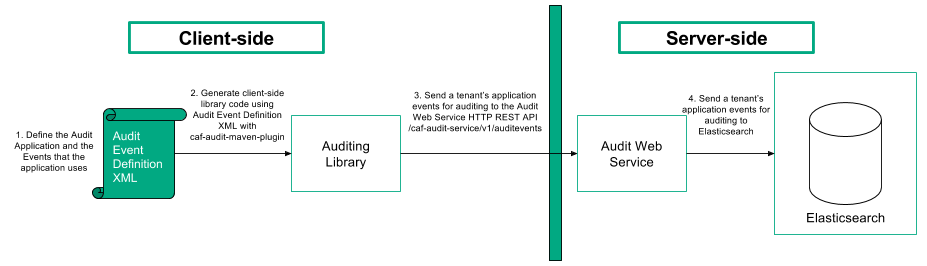 Client-side
Server-side
1. Define the Audit
Application and the
Events that the
application uses
Audit
Event
Definition
XML
2. Generate client-side
library code using
Audit Event Definition
XML with
caf-audit-maven-plugin
Auditing
Library
3. Send a tenant's application
events for auditing to the Audit
Web Service HTTP REST API
/caf-audit-service/v1/auditevents
Audit Web
Service
4. Send a tenant's
application events for
auditing to
Elasticsearch
Elasticsearch